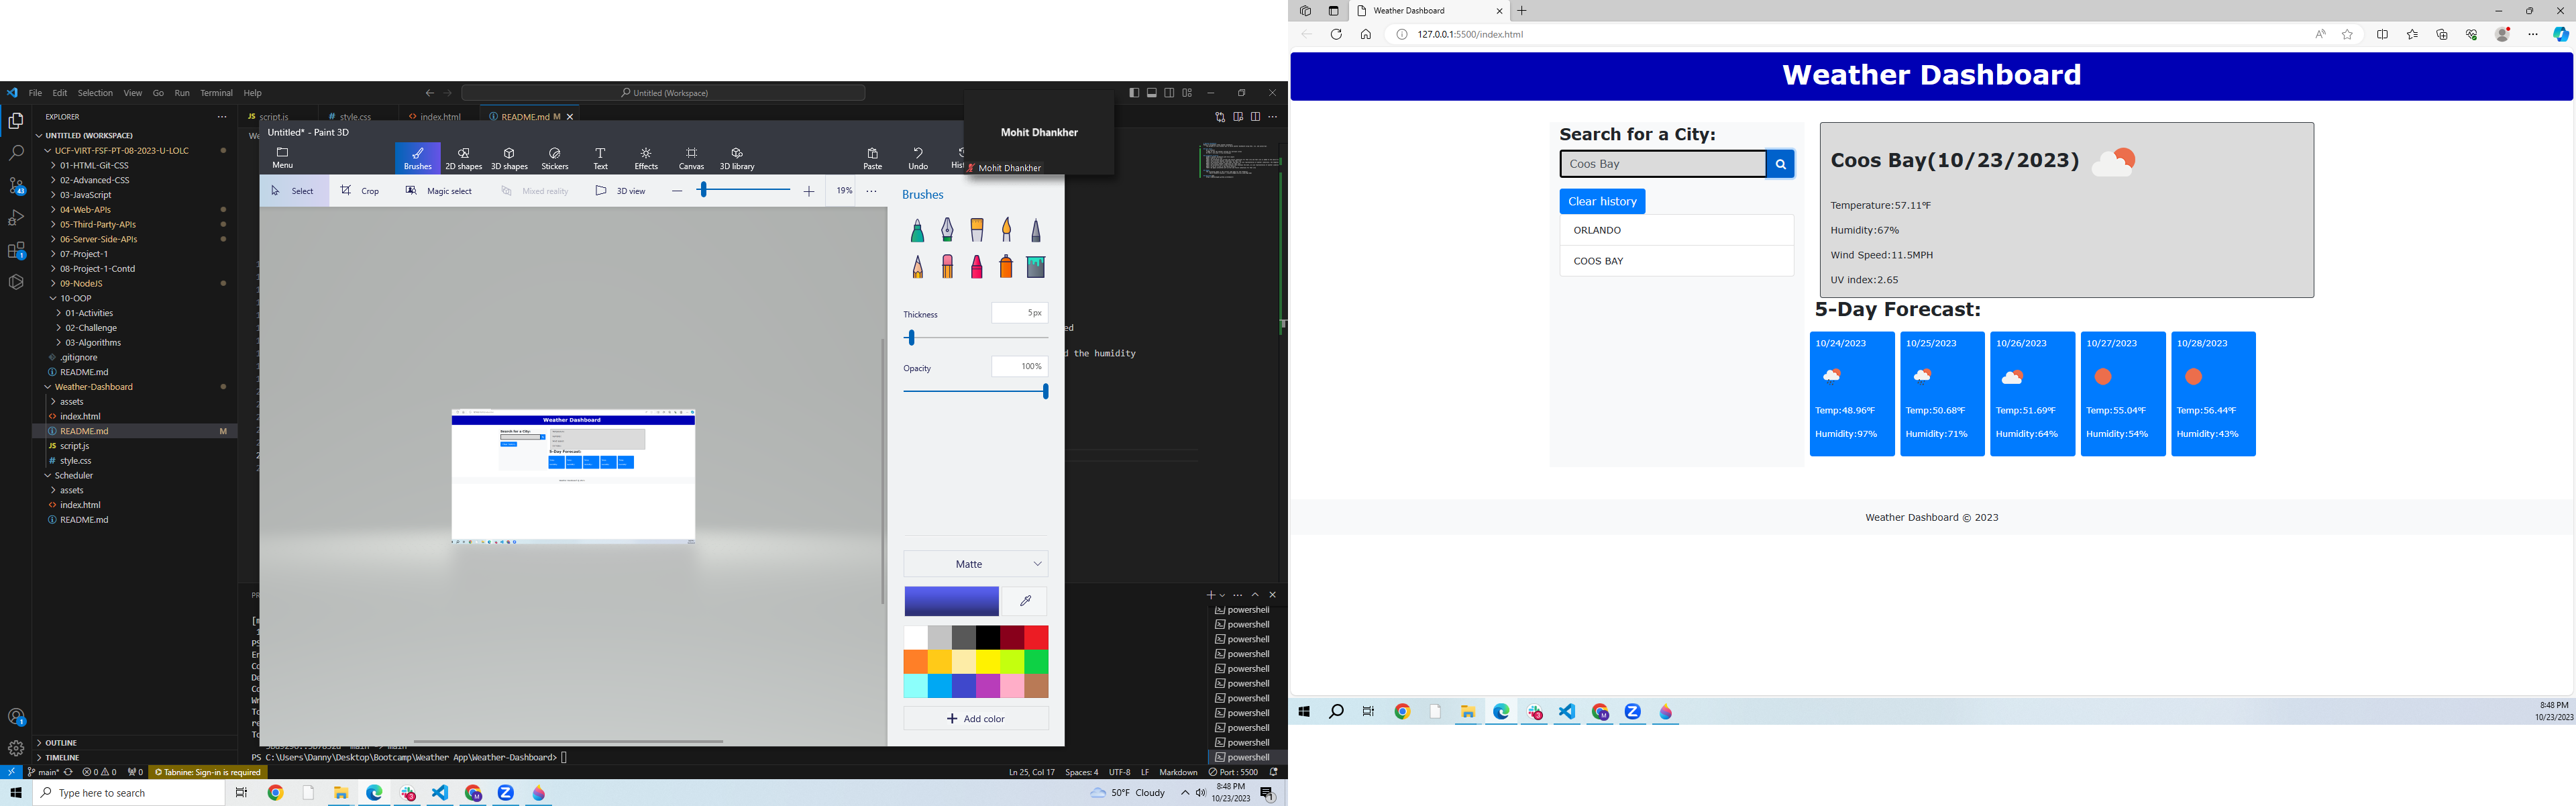 File Edit Selection View Go Run Terminal Help
Untitled (Workspace)
EXPLORER
UNTITLED (WORKSPACE)
UCF-VIRT-FSF-PT-08-2023-U-LOLC
01-HTML-Git-CSS
02-Advanced-CSS
03-JavaScript
04-Web-APIs
05-Third-Party-APIs
06-Server-Side-APIs
07-Project-1
08-Project-1-Contd
09-NodeJS
10-OOP
01-Activities
02-Challenge
03-Algorithms
.gitignore
README.md
Weather-Dashboard
assets
index.html
README.md M
script.js
style.css
Scheduler
assets
index.html
README.md
OUTLINE
TIMELINE
script.js style.css index.html README.md M
Untitled* - Paint 3D
Menu Brushes 2D shapes 3D shapes Stickers Text Effects Canvas 3D library Paste Undo
Mohit Dhankher
Mohit Dhankher
Select Crop Magic select Mixed reality 3D view 19%
Brushes
Thickness 5px
Opacity 100%
Matte
Add color
Weather Dashboard
Search for a City:
5-Day Forecast:
d the humidity
powershell
powershell
powershell
powershell
powershell
powershell
powershell
powershell
powershell
powershell
powershell
PS C:\Users\Danny\Desktop\Bootcamp\Weather App\Weather-Dashboard>
main* 0 0 0 Tabnine: Sign-in is required
Ln 25, Col 17 Spaces: 4 UTF-8 LF Markdown Port : 5500
Type here to search
50°F Cloudy
8:48 PM
10/23/2023
Weather Dashboard
127.0.0.1:5500/index.html
Weather Dashboard
Search for a City:
Coos Bay
Clear history
ORLANDO
COOS BAY
Coos Bay(10/23/2023)
Temperature:57.11°F
Humidity:67%
Wind Speed:11.5MPH
UV index:2.65
5-Day Forecast:
10/24/2023 10/25/2023 10/26/2023 10/27/2023 10/28/2023
Temp:48.96°F Temp:50.68°F Temp:51.69°F Temp:55.04°F Temp:56.44°F
Humidity:97% Humidity:71% Humidity:64% Humidity:54% Humidity:43%
Weather Dashboard © 2023
8:48 PM
10/23/2023